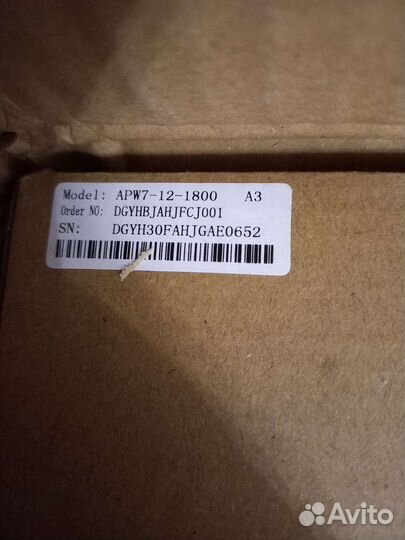 Model: APW7-12-1800 A3
Order NO: DGYHBJAHJFCJ001
SN: DGYH30FAHJGAE0652
Avito